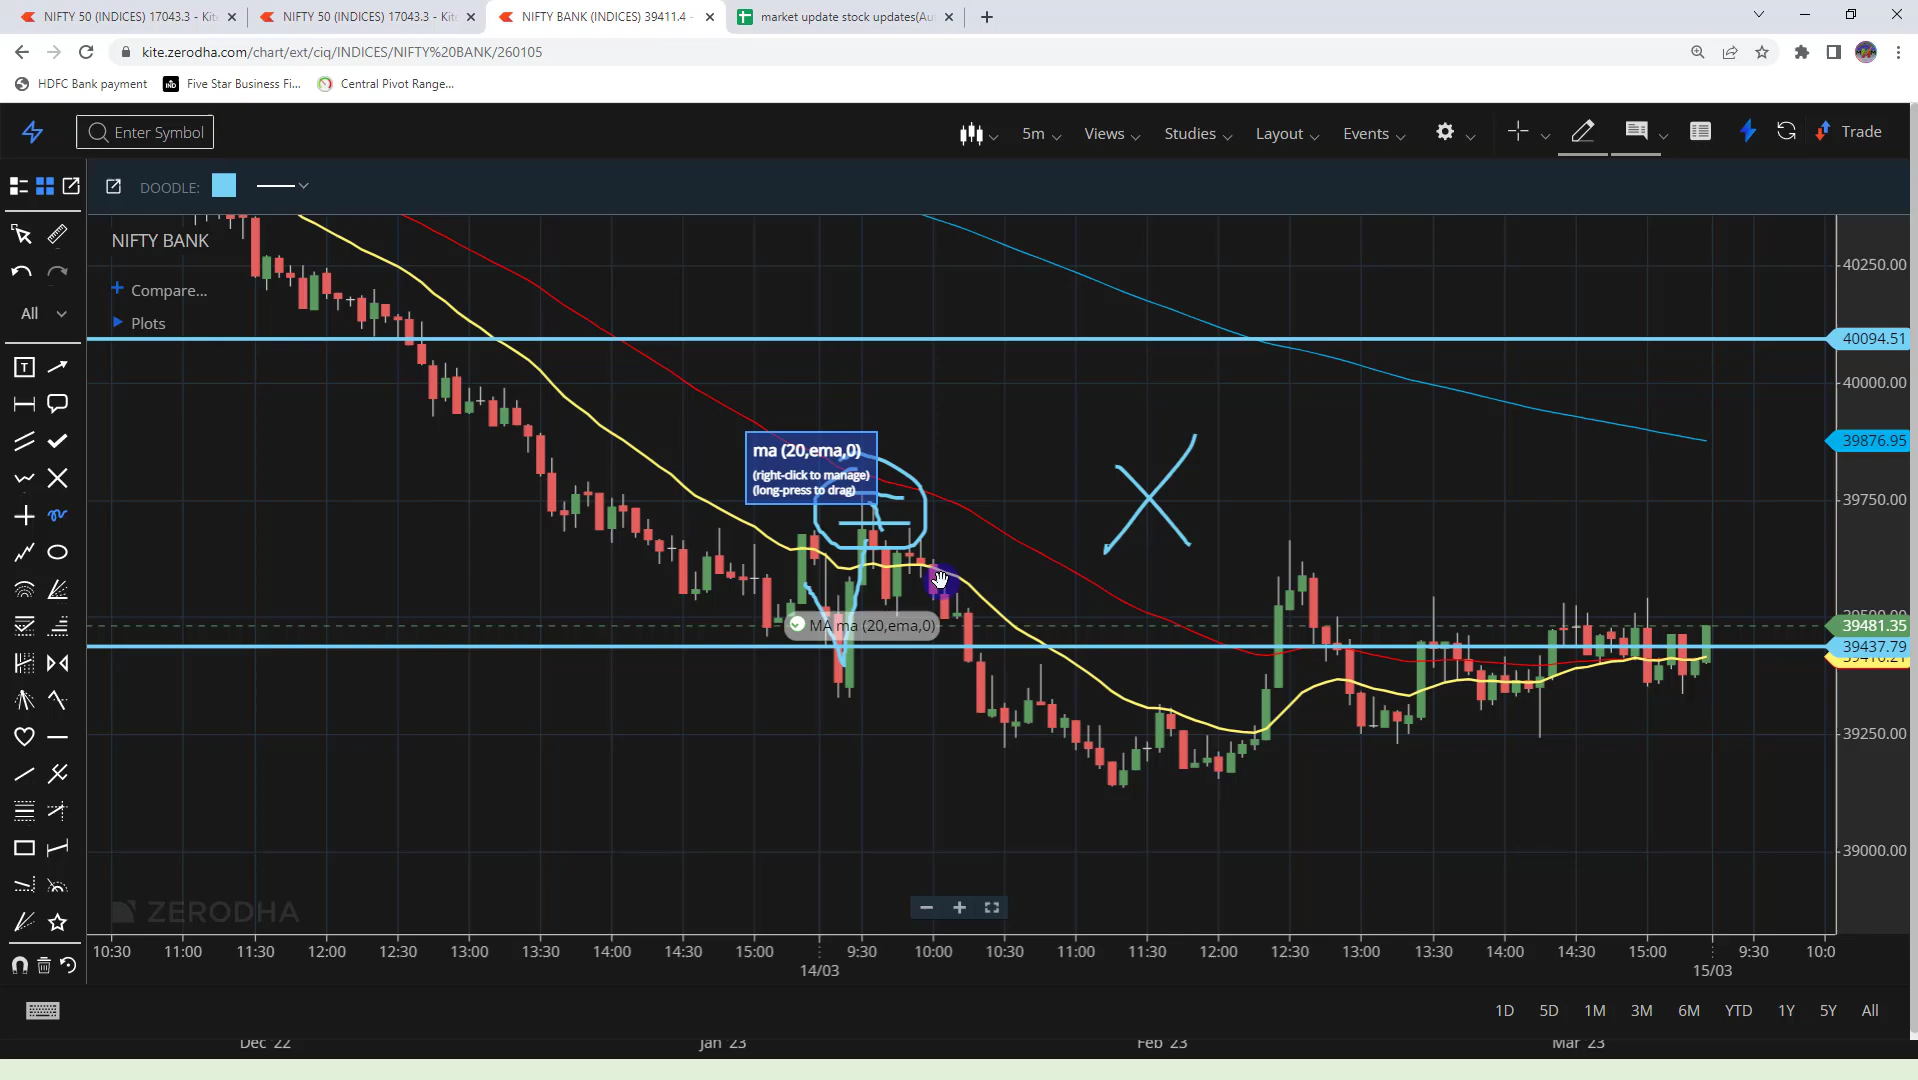 NIFTY 50 (INDICES) 17043.3 - Kite
NIFTY 50 (INDICES) 17043.3 - Kite
NIFTY BANK (INDICES) 39411.4 -
market update stock updates(Au
kite.zerodha.com/chart/ext/ciq/INDICES/NIFTY%20BANK/260105
HDFC Bank payment
Five Star Business Fi...
Central Pivot Range...
Enter Symbol
5m
Views
Studies
Layout
Events
Trade
DOODLE:
NIFTY BANK
Compare...
Plots
All
T
ma (20,ema,0)
(right-click to manage)
(long-press to drag)
MA ma (20,ema,0)
40250.00
40094.51
40000.00
39876.95
39750.00
39500.00
39481.35
39437.79
39250.00
39000.00
ZERODHA
10:30 11:00 11:30 12:00 12:30 13:00 13:30 14:00 14:30 15:00 9:30 10:00 10:30 11:00 11:30 12:00 12:30 13:00 13:30 14:00 14:30 15:00 9:30 10:0
14/03 15/03
1D 5D 1M 3M 6M YTD 1Y 5Y All
Dec '22 Jan '23 Feb '23 Mar '23